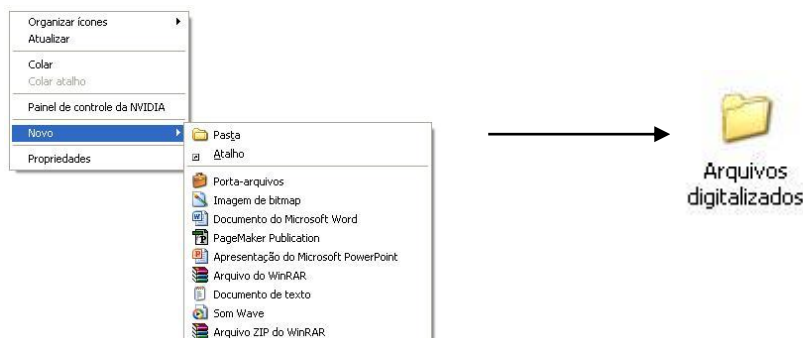 Organizar ícones
Atualizar
Colar
Colar atalho
Painel de controle da NVIDIA
Novo
Propriedades
Pasta
Atalho
Porta-arquivos
Imagem de bitmap
Documento do Microsoft Word
PageMaker Publication
Apresentação do Microsoft PowerPoint
Arquivo do WinRAR
Documento de texto
Som Wave
Arquivo ZIP do WinRAR
Arquivos
digitalizados